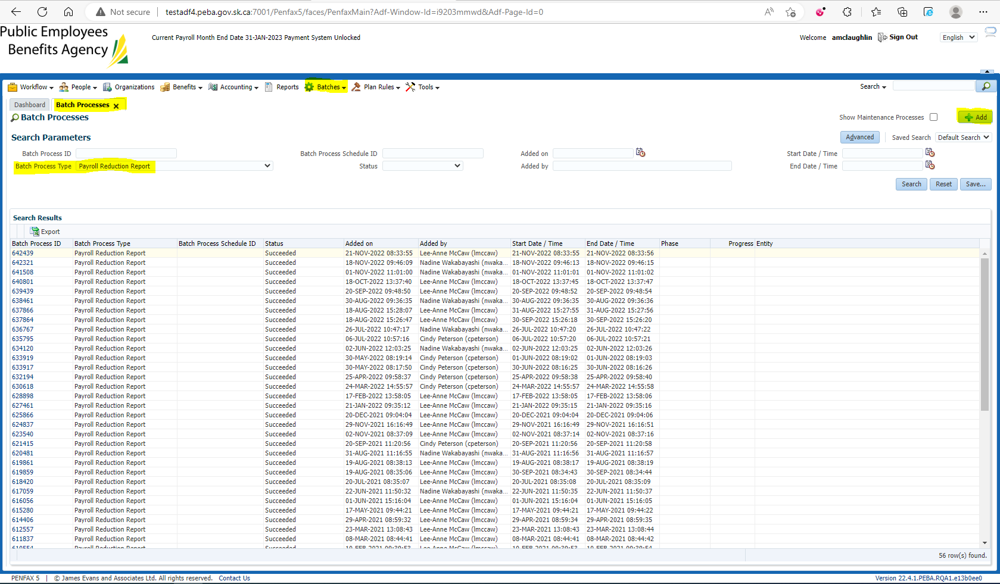 Not secure | testadf4.peba.gov.sk.ca:7001/Penfax5/faces/PenfaxMain?Adf-Window-Id=i9203mmwd&Adf-Page-Id=0
Public Employees
Benefits Agency
Current Payroll Month End Date 31-JAN-2023 Payment System Unlocked
Welcome amclaughlin Sign Out English
Workflow People Organizations Benefits Accounting Reports Batches Plan Rules Tools Search
Dashboard Batch Processes
Batch Processes Show Maintenance Processes Add
Search Parameters Advanced Saved Search Default Search
Batch Process ID Batch Process Schedule ID Added on Start Date / Time
Batch Process Type Payroll Reduction Report Status Added by End Date / Time
Search Reset Save...
Search Results
Export
Batch Process ID Batch Process Type Batch Process Schedule ID Status Added on Added by Start Date / Time End Date / Time Phase Progress Entity
642439 Payroll Reduction Report Succeeded 21-NOV-2022 08:33:55 Lee-Anne McCaw (lmccaw) 21-NOV-2022 08:33:55 21-NOV-2022 08:33:56
642321 Payroll Reduction Report Succeeded 18-NOV-2022 09:46:09 Nadine Wakabayashi (nwaka... 18-NOV-2022 09:46:13 18-NOV-2022 09:46:15
641508 Payroll Reduction Report Succeeded 01-NOV-2022 11:01:00 Nadine Wakabayashi (nwaka... 01-NOV-2022 11:01:01 01-NOV-2022 11:01:02
640801 Payroll Reduction Report Succeeded 18-OCT-2022 13:37:40 Lee-Anne McCaw (lmccaw) 18-OCT-2022 13:37:45 18-OCT-2022 13:37:47
639439 Payroll Reduction Report Succeeded 20-SEP-2022 09:48:50 Lee-Anne McCaw (lmccaw) 20-SEP-2022 09:48:52 20-SEP-2022 09:48:54
638461 Payroll Reduction Report Succeeded 30-AUG-2022 09:36:35 Nadine Wakabayashi (nwaka... 30-AUG-2022 09:36:35 30-AUG-2022 09:36:36
637866 Payroll Reduction Report Succeeded 18-AUG-2022 15:28:07 Lee-Anne McCaw (lmccaw) 31-AUG-2022 15:27:55 31-AUG-2022 15:27:56
637864 Payroll Reduction Report Succeeded 18-AUG-2022 15:26:47 Lee-Anne McCaw (lmccaw) 30-SEP-2022 15:26:18 30-SEP-2022 15:26:20
636767 Payroll Reduction Report Succeeded 26-JUL-2022 10:47:17 Nadine Wakabayashi (nwaka... 26-JUL-2022 10:47:20 26-JUL-2022 10:47:22
635795 Payroll Reduction Report Succeeded 06-JUL-2022 10:57:16 Cindy Peterson (cpeterson) 06-JUL-2022 10:57:20 06-JUL-2022 10:57:21
634120 Payroll Reduction Report Succeeded 02-JUN-2022 12:03:25 Nadine Wakabayashi (nwaka... 02-JUN-2022 12:03:25 02-JUN-2022 12:03:26
633919 Payroll Reduction Report Succeeded 30-MAY-2022 08:19:14 Cindy Peterson (cpeterson) 01-JUN-2022 08:19:02 01-JUN-2022 08:19:03
633917 Payroll Reduction Report Succeeded 30-MAY-2022 08:17:50 Cindy Peterson (cpeterson) 30-JUN-2022 08:16:25 30-JUN-2022 08:16:26
632194 Payroll Reduction Report Succeeded 25-APR-2022 09:58:37 Cindy Peterson (cpeterson) 25-APR-2022 09:58:38 25-APR-2022 09:58:40
630618 Payroll Reduction Report Succeeded 24-MAR-2022 14:55:57 Cindy Peterson (cpeterson) 24-MAR-2022 14:55:57 24-MAR-2022 14:55:58
628898 Payroll Reduction Report Succeeded 17-FEB-2022 13:58:05 Lee-Anne McCaw (lmccaw) 17-FEB-2022 13:58:05 17-FEB-2022 13:58:06
627461 Payroll Reduction Report Succeeded 21-JAN-2022 09:35:12 Lee-Anne McCaw (lmccaw) 21-JAN-2022 09:35:15 21-JAN-2022 09:35:16
625866 Payroll Reduction Report Succeeded 20-DEC-2021 09:04:04 Lee-Anne McCaw (lmccaw) 20-DEC-2021 09:04:04 20-DEC-2021 09:04:06
624837 Payroll Reduction Report Succeeded 29-NOV-2021 16:16:49 Lee-Anne McCaw (lmccaw) 29-NOV-2021 16:16:49 29-NOV-2021 16:16:51
623540 Payroll Reduction Report Succeeded 02-NOV-2021 08:37:09 Lee-Anne McCaw (lmccaw) 02-NOV-2021 08:37:14 02-NOV-2021 08:37:16
621415 Payroll Reduction Report Succeeded 20-SEP-2021 11:20:56 Cindy Peterson (cpeterson) 20-SEP-2021 11:20:56 20-SEP-2021 11:20:58
620481 Payroll Reduction Report Succeeded 31-AUG-2021 11:16:55 Nadine Wakabayashi (nwaka... 31-AUG-2021 11:16:56 31-AUG-2021 11:16:57
619861 Payroll Reduction Report Succeeded 19-AUG-2021 08:38:13 Lee-Anne McCaw (lmccaw) 19-AUG-2021 08:38:17 19-AUG-2021 08:38:19
619859 Payroll Reduction Report Succeeded 19-AUG-2021 08:35:06 Lee-Anne McCaw (lmccaw) 30-SEP-2021 08:34:43 30-SEP-2021 08:34:44
618420 Payroll Reduction Report Succeeded 20-JUL-2021 08:35:07 Lee-Anne McCaw (lmccaw) 20-JUL-2021 08:35:08 20-JUL-2021 08:35:09
617059 Payroll Reduction Report Succeeded 22-JUN-2021 11:50:32 Nadine Wakabayashi (nwaka... 22-JUN-2021 11:50:35 22-JUN-2021 11:50:37
616056 Payroll Reduction Report Succeeded 01-JUN-2021 15:16:04 Lee-Anne McCaw (lmccaw) 01-JUN-2021 15:16:04 01-JUN-2021 15:16:05
615280 Payroll Reduction Report Succeeded 17-MAY-2021 09:44:21 Lee-Anne McCaw (lmccaw) 17-MAY-2021 09:44:21 17-MAY-2021 09:44:22
614406 Payroll Reduction Report Succeeded 29-APR-2021 08:59:32 Lee-Anne McCaw (lmccaw) 29-APR-2021 08:59:34 29-APR-2021 08:59:35
612557 Payroll Reduction Report Succeeded 23-MAR-2021 13:08:43 Lee-Anne McCaw (lmccaw) 23-MAR-2021 13:08:43 23-MAR-2021 13:08:44
611837 Payroll Reduction Report Succeeded 08-MAR-2021 08:44:41 Lee-Anne McCaw (lmccaw) 08-MAR-2021 08:44:41 08-MAR-2021 08:44:42
Payroll Reduction Report Succeeded Lee-Anne McCaw (lmccaw)
56 row(s) found.
PENFAX 5 | © James Evans and Associates Ltd. All rights reserved. Contact Us Version 22.4.1.PEBA.RQA1.e13b0ee0